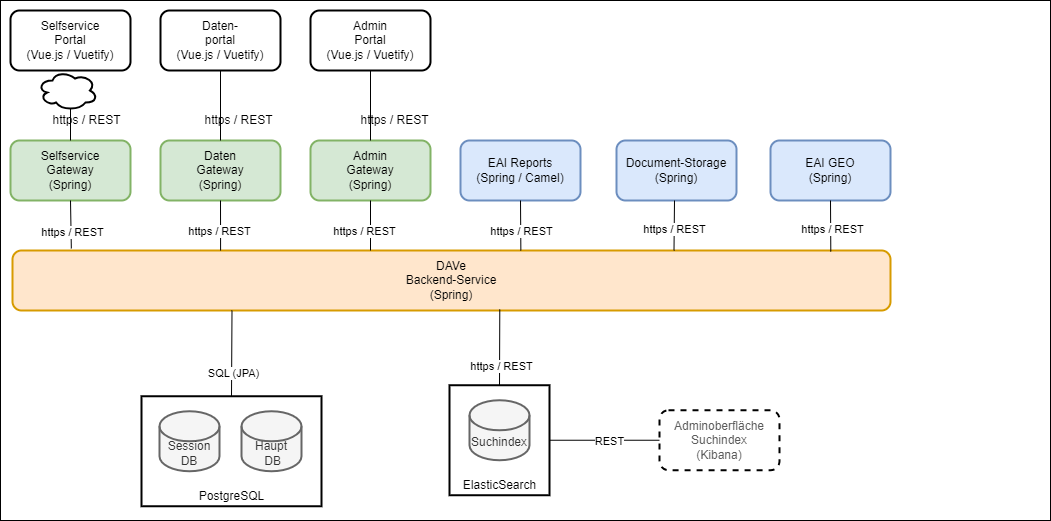 Selfservice
Portal
(Vue.js / Vuetify)
Daten-
portal
(Vue.js / Vuetify)
Admin
Portal
(Vue.js / Vuetify)
https / REST
https / REST
https / REST
Selfservice
Gateway
(Spring)
Daten
Gateway
(Spring)
Admin
Gateway
(Spring)
EAI Reports
(Spring / Camel)
Document-Storage
(Spring)
EAI GEO
(Spring)
https / REST
https / REST
https / REST
https / REST
https / REST
https / REST
DAVe
Backend-Service
(Spring)
SQL (JPA)
https / REST
Session
DB
Haupt
DB
PostgreSQL
Suchindex
ElasticSearch
REST
Adminoberfläche
Suchindex
(Kibana)